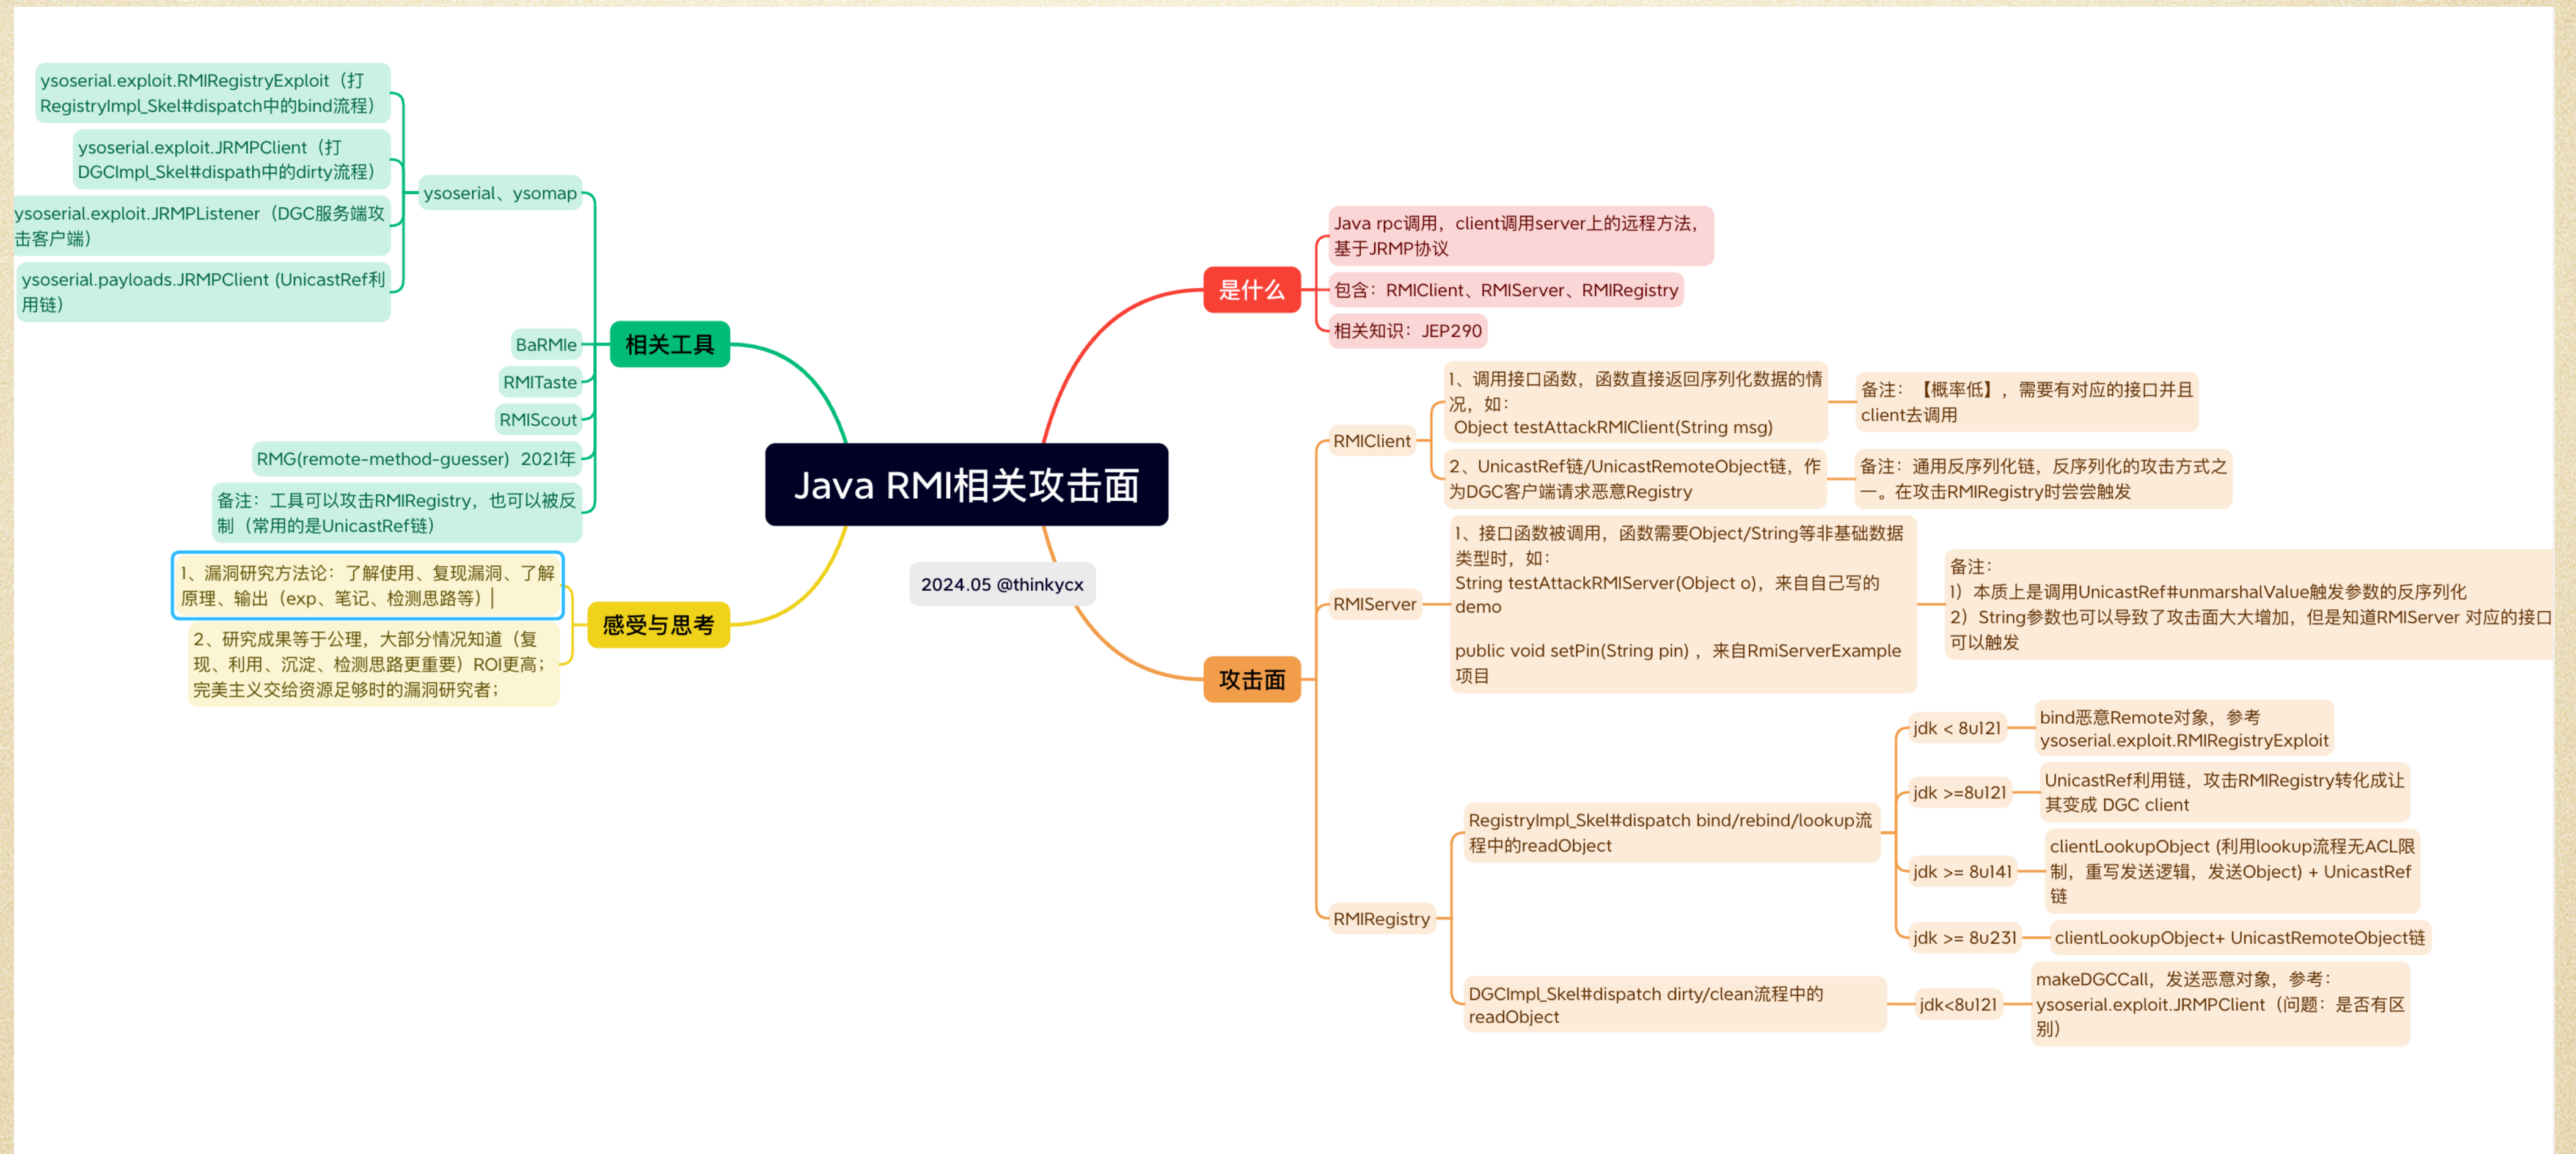 ysoserial.exploit.RMIRegistryExploit（打
RegistryImpl_Skel#dispatch中的bind流程）
ysoserial.exploit.JRMPClient（打
DGCImpl_Skel#dispath中的dirty流程）
ysoserial.exploit.JRMPListener（DGC服务端攻
击客户端）
ysoserial.payloads.JRMPClient (UnicastRef利
用链）
ysoserial、ysomap
BaRMIe
RMITaste
RMIScout
RMG(remote-method-guesser）2021年
备注：工具可以攻击RMIRegistry，也可以被反
制（常用的是UnicastRef链）
相关工具
1、漏洞研究方法论：了解使用、复现漏洞、了解
原理、输出（exp、笔记、检测思路等）
2、研究成果等于公理，大部分情况知道（复
现、利用、沉淀、检测思路更重要）ROI更高；
完美主义交给资源足够时的漏洞研究者；
感受与思考
Java RMI相关攻击面
2024.05 @thinkycx
是什么
Java rpc调用，client调用server上的远程方法，
基于JRMP协议
包含：RMIClient、RMIServer、RMIRegistry
相关知识：JEP290
攻击面
RMIClient
1、调用接口函数，函数直接返回序列化数据的情
况，如：
Object testAttackRMIClient(String msg)
备注：【概率低】，需要有对应的接口并且
client去调用
2、UnicastRef链/UnicastRemoteObject链，作
为DGC客户端请求恶意Registry
备注：通用反序列化链，反序列化的攻击方式之
一。在攻击RMIRegistry时尝尝触发
RMIServer
1、接口函数被调用，函数需要Object/String等非基础数据
类型时，如：
String testAttackRMIServer(Object o)，来自自己写的
demo
public void setPin(String pin) ，来自RmiServerExample
项目
备注：
1）本质上是调用UnicastRef#unmarshalValue触发参数的反序列化
2）String参数也可以导致了攻击面大大增加，但是知道RMIServer 对应的接口
可以触发
RMIRegistry
RegistryImpl_Skel#dispatch bind/rebind/lookup流
程中的readObject
jdk < 8u121
bind恶意Remote对象，参考
ysoserial.exploit.RMIRegistryExploit
jdk >=8u121
UnicastRef利用链，攻击RMIRegistry转化成让
其变成 DGC client
jdk >= 8u141
clientLookupObject (利用lookup流程无ACL限
制，重写发送逻辑，发送Object) + UnicastRef
链
jdk >= 8u231
clientLookupObject+ UnicastRemoteObject链
DGCImpl_Skel#dispatch dirty/clean流程中的
readObject
jdk<8u121
makeDGCCall，发送恶意对象，参考：
ysoserial.exploit.JRMPClient（问题：是否有区
别）